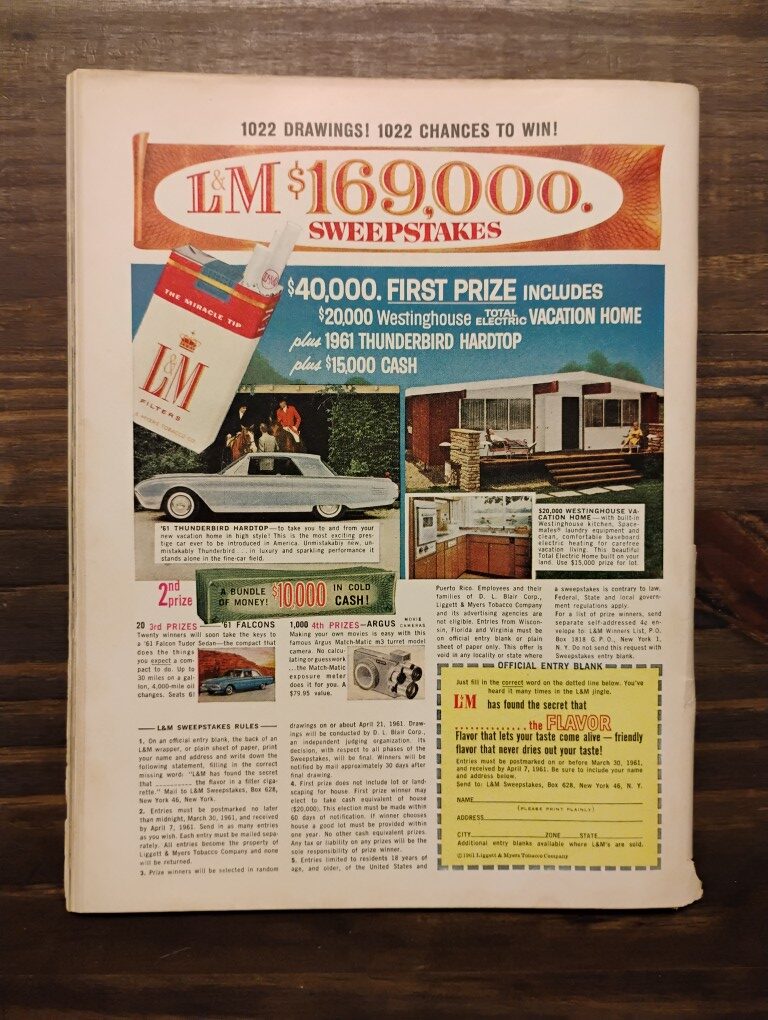 1022 DRAWINGS! 1022 CHANCES TO WIN!
L&M $169,000.
SWEEPSTAKES
$40,000. FIRST PRIZE INCLUDES
$20,000 Westinghouse TOTAL ELECTRIC VACATION HOME
plus 1961 THUNDERBIRD HARDTOP
plus $15,000 CASH
L&M
THE MIRACLE TIP
L&M
FILTERS
& MYERS TOBACCO CO.
'61 THUNDERBIRD HARDTOP—to take you to and from your
new vacation home in high style! This is the most exciting pres-
tige car ever to be introduced in America. Unmistakably new, un-
mistakably Thunderbird ... in luxury and sparkling performance it
stands alone in the fine-car field.
$20,000 WESTINGHOUSE VA-
CATION HOME — with built-in
Westinghouse kitchen, Space-
mates® laundry equipment and
clean, comfortable baseboard
electric heating for carefree
vacation living. This beautiful
Total Electric Home built on your
land. Use $15,000 prize for lot.
2nd
prize
A BUNDLE
OF MONEY!
$10,000
IN COLD
CASH!
20 3rd PRIZES—'61 FALCONS
Twenty winners will soon take the keys to
a '61 Falcon Tudor Sedan—the compact that
does the things
you expect a com-
pact to do. Up to
30 miles on a gal-
lon, 4,000-mile oil
changes. Seats 6!
1,000 4th PRIZES—ARGUS MOVIE CAMERAS
Making your own movies is easy with this
famous Argus Match-Matic m3 turret model
camera. No calcu-
lating or guesswork
...the Match-Matic
exposure meter
does it for you. A
$79.95 value.
L&M SWEEPSTAKES RULES
1. On an official entry blank, the back of an
L&M wrapper, or plain sheet of paper, print
your name and address and write down the
following statement, filling in the correct
missing word: "L&M has found the secret
that __________ the flavor in a filter ciga-
rette." Mail to L&M Sweepstakes, Box 628,
New York 46, New York.
2. Entries must be postmarked no later
than midnight, March 30, 1961, and received
by April 7, 1961. Send in as many entries
as you wish. Each entry must be mailed sepa-
rately. All entries become the property of
Liggett & Myers Tobacco Company and none
will be returned.
3. Prize winners will be selected in random
drawings on or about April 21, 1961. Draw-
ings will be conducted by D. L. Blair Corp.,
an independent judging organization. Its
decision, with respect to all phases of the
Sweepstakes, will be final. Winners will be
notified by mail approximately 30 days after
final drawing.
4. First prize does not include lot or land-
scaping for house. First prize winner may
elect to take cash equivalent of house
($20,000). This election must be made within
60 days of notification. If winner chooses
house a good lot must be provided within
one year. No other cash equivalent prizes.
Any tax or liability on any prizes will be the
sole responsibility of prize winner.
5. Entries limited to residents 18 years of
age, and older, of the United States and
Puerto Rico. Employees and their
families of D. L. Blair Corp.,
Liggett & Myers Tobacco Company
and its advertising agencies are
not eligible. Entries from Wiscon-
sin, Florida and Virginia must be
on official entry blank or plain
sheet of paper only. This offer is
void in any locality or state where
a sweepstakes is contrary to law.
Federal, State and local govern-
ment regulations apply.
For a list of prize winners, send
separate self-addressed 4¢ en-
velope to: L&M Winners List, P.O.
Box 1818 G.P.O., New York 1,
N. Y. Do not send this request with
Sweepstakes entry blank.
OFFICIAL ENTRY BLANK
Just fill in the correct word on the dotted line below. You've
heard it many times in the L&M jingle.
L&M has found the secret that
.................. the FLAVOR
Flavor that lets your taste come alive — friendly
flavor that never dries out your taste!
Entries must be postmarked on or before March 30, 1961,
and received by April 7, 1961. Be sure to include your name
and address below.
Send to: L&M Sweepstakes, Box 628, New York 46, N. Y.
NAME
(PLEASE PRINT PLAINLY)
ADDRESS
CITY ZONE STATE
Additional entry blanks available where L&M's are sold.
© 1961 Liggett & Myers Tobacco Company